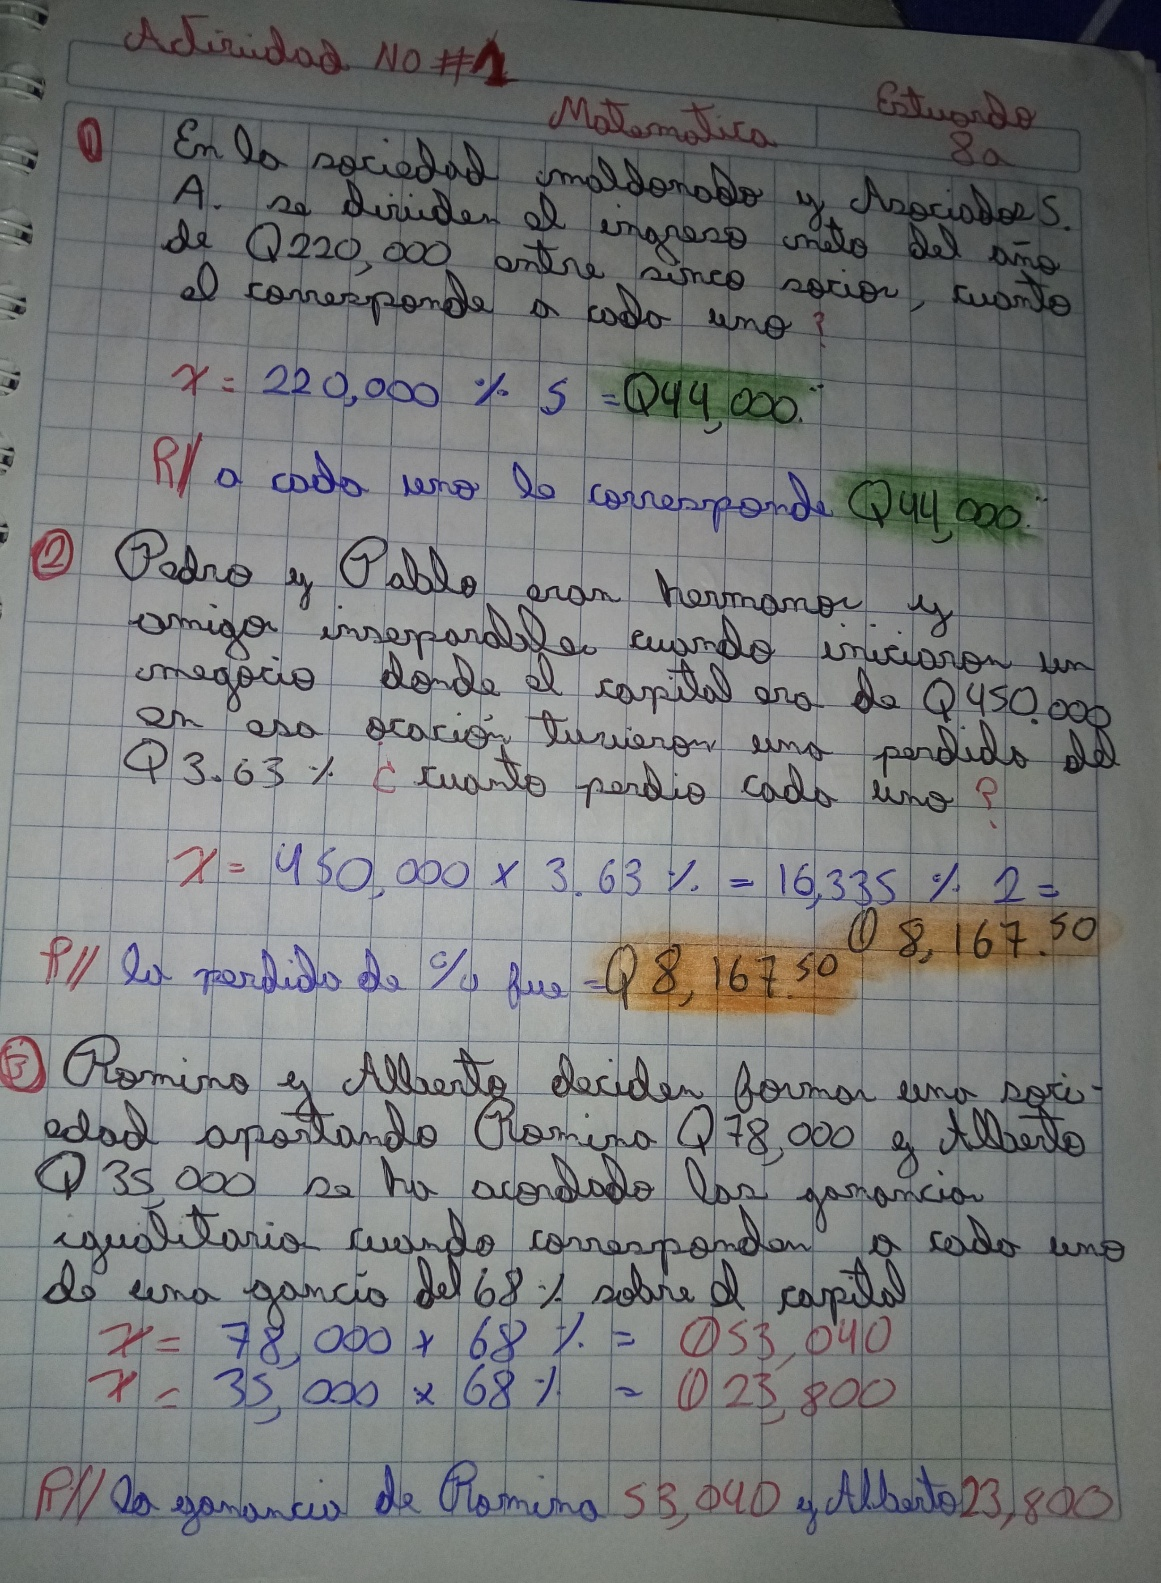 Actividad No #1
Matematica
Estuardo
8a
1 En la sociedad maldonado y Asociados S.
A. se dividen el ingreso neto del año
de Q220,000 entre sinco socios, cuanto
el corresponde a cada uno?
x = 220,000 % 5 = Q44,000.
R// a cada uno le corresponde Q44,000.
2 Pedro y Pablo eran hermanos y
amigos inseparables cuando iniciaron un
negocio donde el capital era de Q450.000
en esa ocación tuvieron una perdida del
Q3.63% ¿cuanto perdio cada uno?
x = 450,000 x 3.63% = 16,335 % 2 =
Q8,167.50
R// la perdida de c/u fue = Q8,167.50
3 Romina y Alberto deciden formar una soci-
edad aportando Romina Q78,000 y Alberto
Q35,000 se ha acordado las ganancias
igualitaria cuando corresponden a cada uno
de una gancia del 68% sobre el capital
x = 78,000 x 68% = Q53,040
x = 35,000 x 68% = Q23,800
R// La ganancia de Romina 53,040 y Alberto 23,800